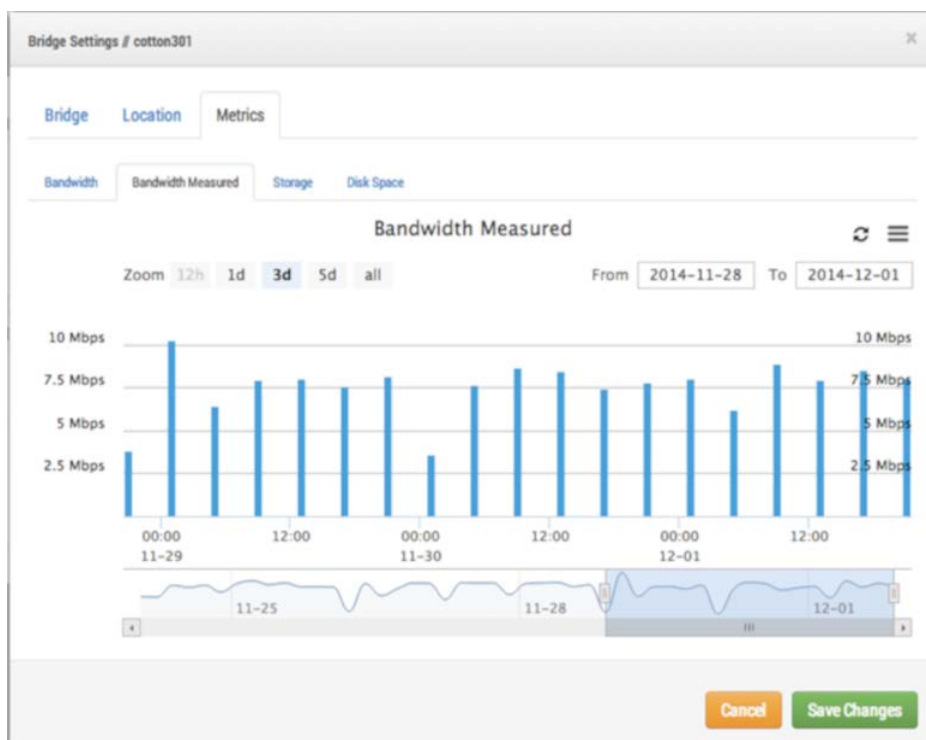 Bridge Settings // cotton301 ×
Bridge Location Metrics
Bandwidth Bandwidth Measured Storage Disk Space
Bandwidth Measured
Zoom 12h 1d 3d 5d all From 2014-11-28 To 2014-12-01
10 Mbps 10 Mbps
7.5 Mbps 7.5 Mbps
5 Mbps 5 Mbps
2.5 Mbps 2.5 Mbps
00:00 12:00 00:00 12:00 00:00 12:00
11-29 11-30 12-01
11-25 11-28 12-01
Cancel Save Changes